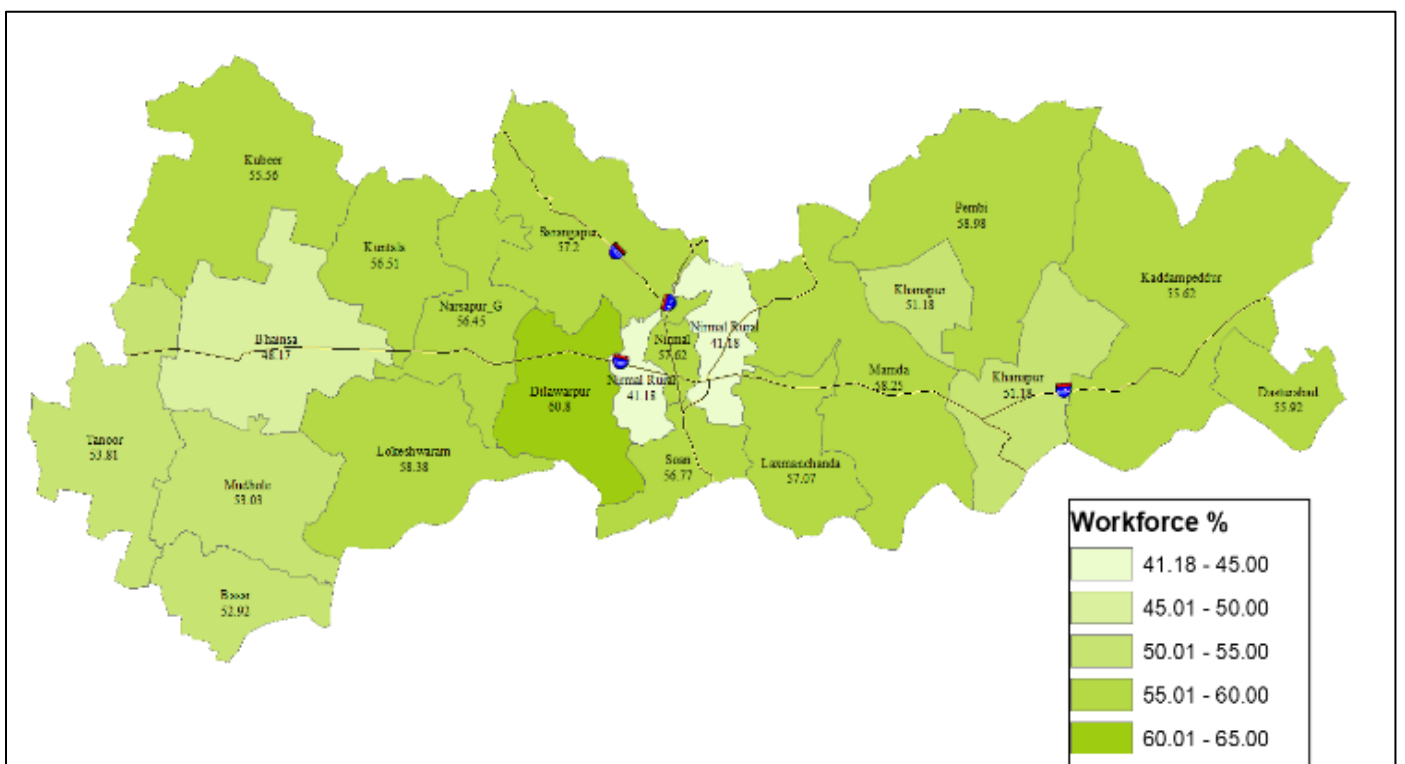 Kubeer
55.56
Kuntala
56.51
Sarangapur
57.2
Pembi
58.98
Kaddampeddur
55.62
Khanapur
51.18
Narsapur_G
56.45
Bhainsa
48.17
Nirmal
57.62
Nirmal Rural
41.18
Nirmal Rural
41.18
Dilawarpur
60.8
Mamda
58.25
Khanapur
51.18
Dasturabad
55.92
Tanoor
53.81
Mudhole
53.03
Lokeshwaram
58.38
Soan
56.77
Laxmanchanda
57.07
Basar
52.92
Workforce %
41.18 - 45.00
45.01 - 50.00
50.01 - 55.00
55.01 - 60.00
60.01 - 65.00